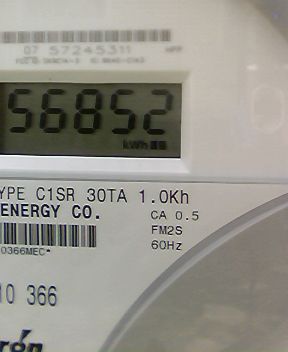 07 57245311
56852
kWh
YPE C1SR 30TA 1.0Kh
ENERGY CO.
CA 0.5
FM2S
60Hz
0366MEC*
10 366
rón